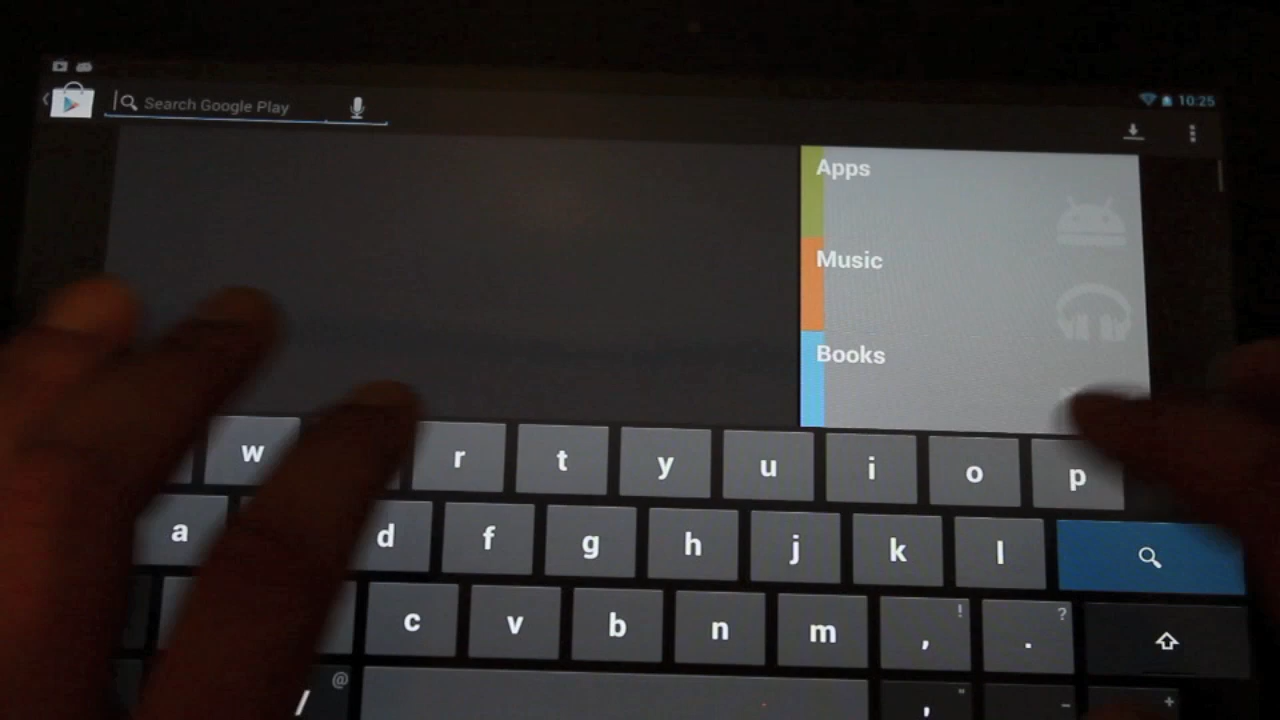 Search Google Play
10:25
Apps
Music
Books
w r t y u i o p
a d f g h j k l
! ?
c v b n m , .
@ " - +
/ ,